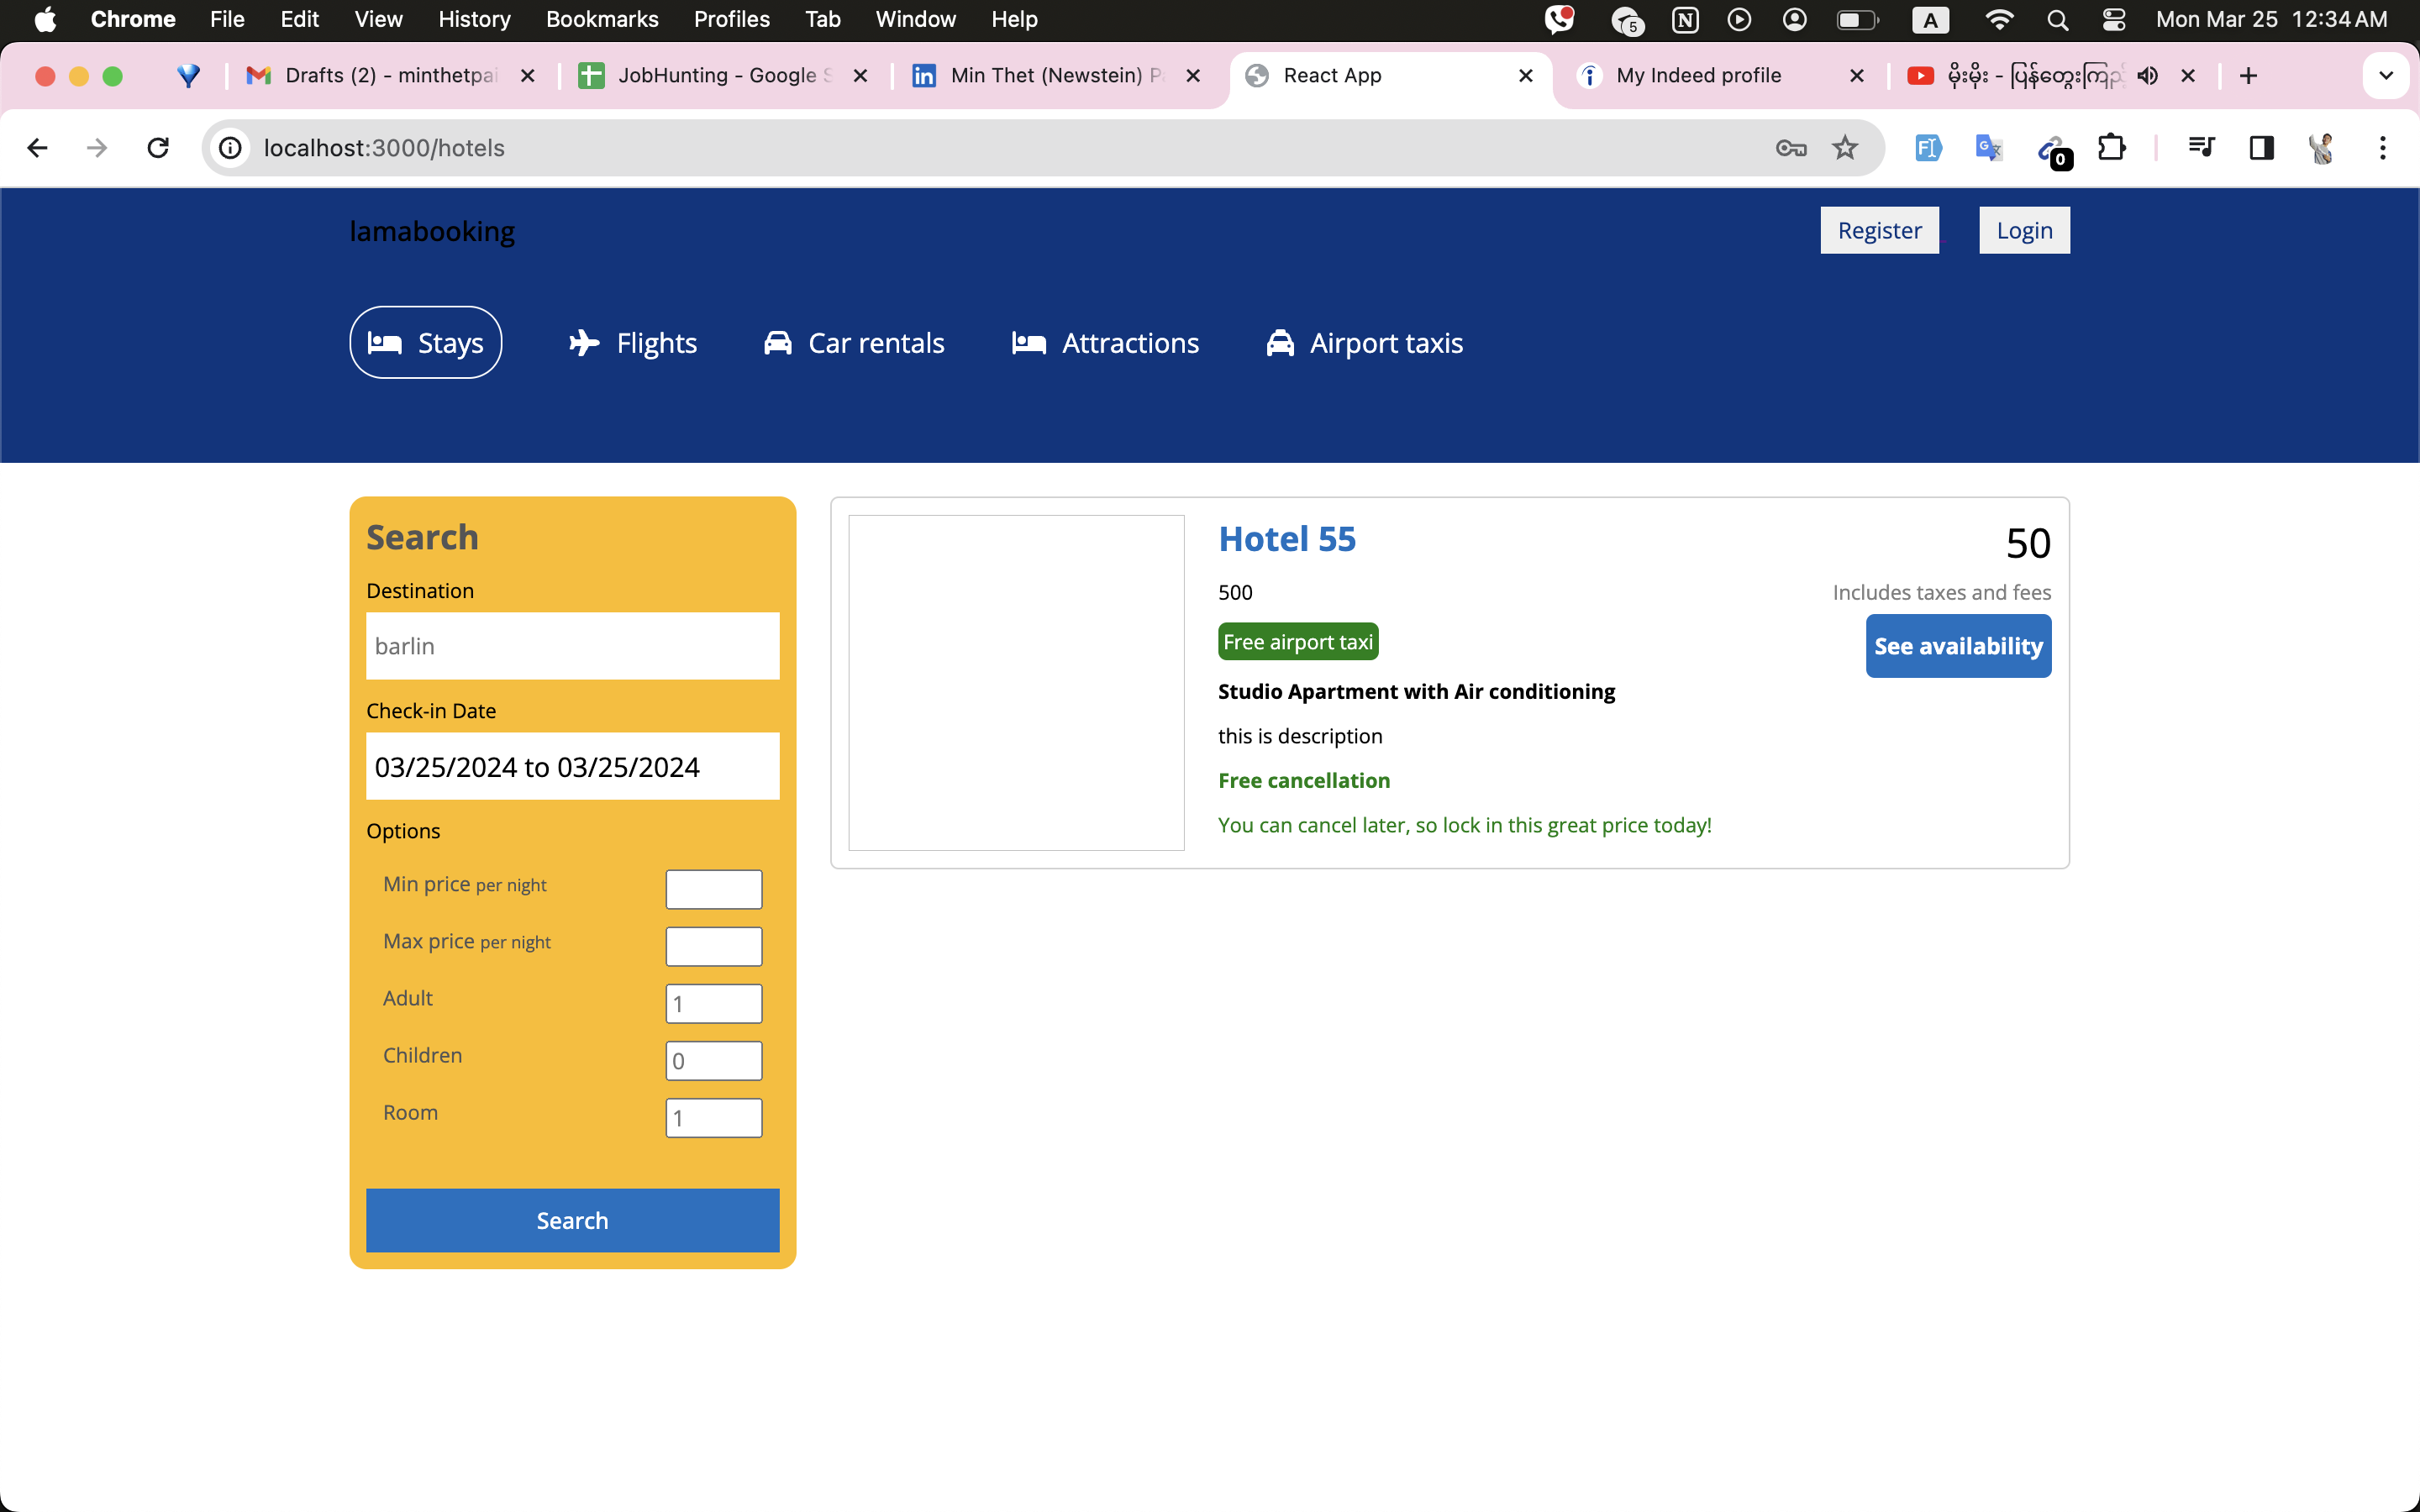 Chrome File Edit View History Bookmarks Profiles Tab Window Help 5 N A Mon Mar 25 12:34 AM
Drafts (2) - minthetpai JobHunting - Google S Min Thet (Newstein) Pa React App My Indeed profile မိုးမိုး - ပြန်တွေးကြည့်
localhost:3000/hotels 0
lamabooking
Register
Login
Stays
Flights
Car rentals
Attractions
Airport taxis
Search
Destination
barlin
Check-in Date
03/25/2024 to 03/25/2024
Options
Min price per night
Max price per night
Adult 1
Children 0
Room 1
Search
Hotel 55
500
Free airport taxi
Studio Apartment with Air conditioning
this is description
Free cancellation
You can cancel later, so lock in this great price today!
50
Includes taxes and fees
See availability